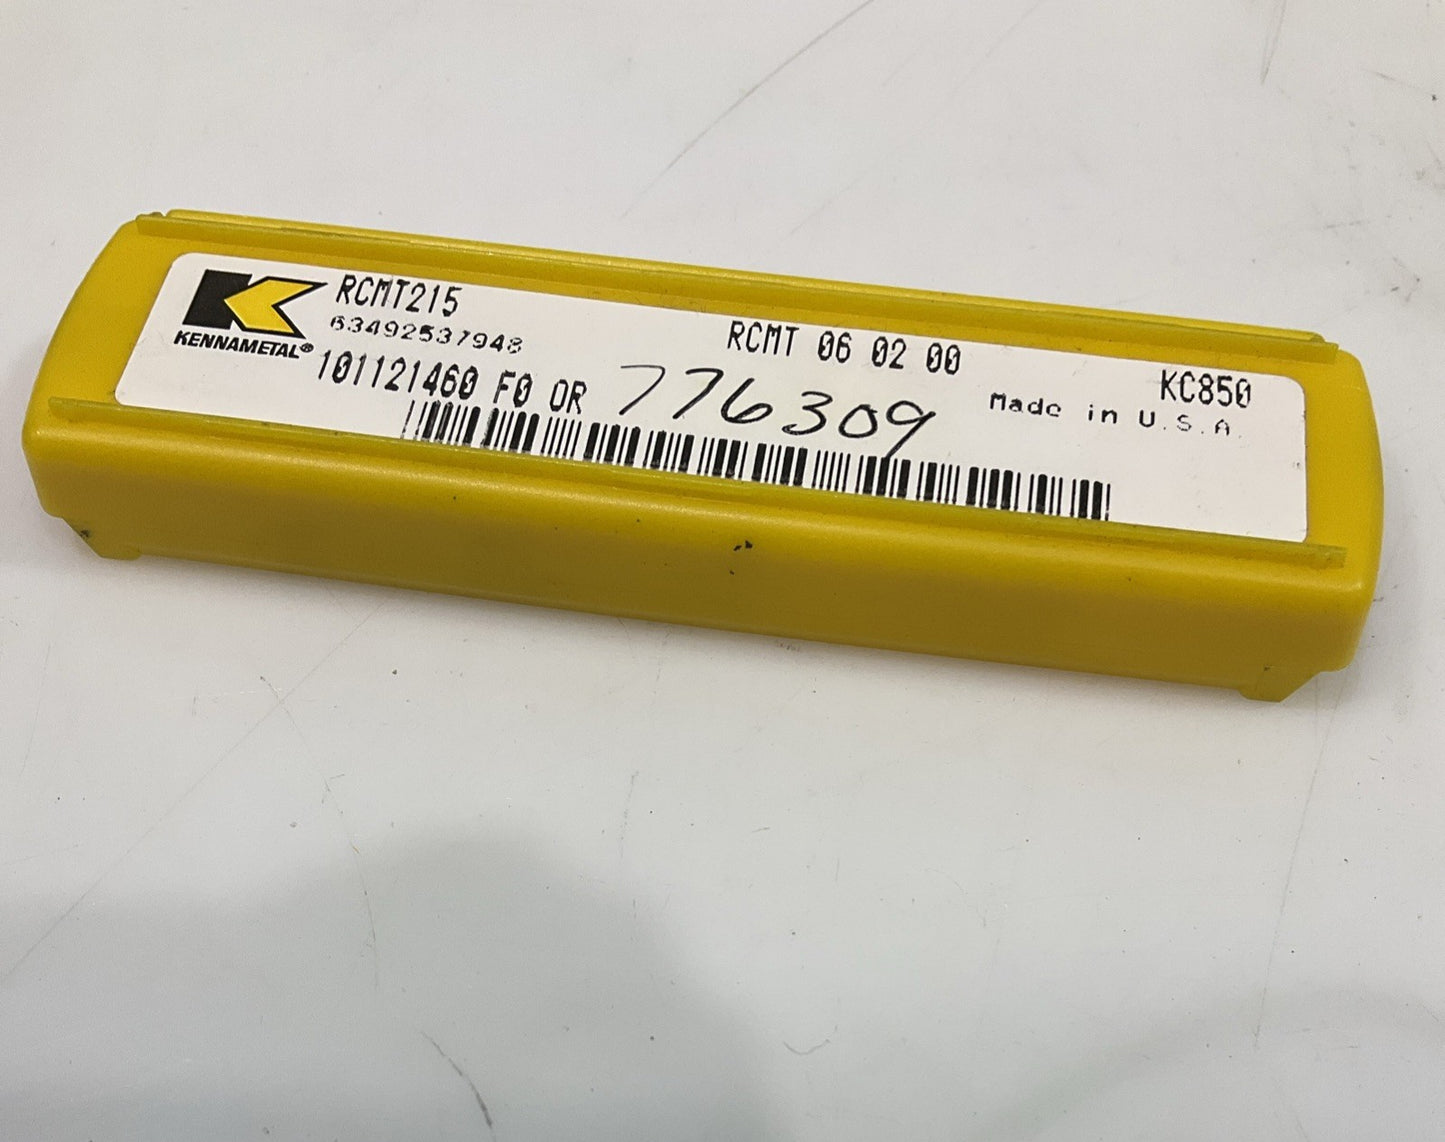 KENNAMETAL®
RCMT215
63492537948
101121460 F0 OR 776309
RCMT 06 02 00
KC850
Made in U.S.A.